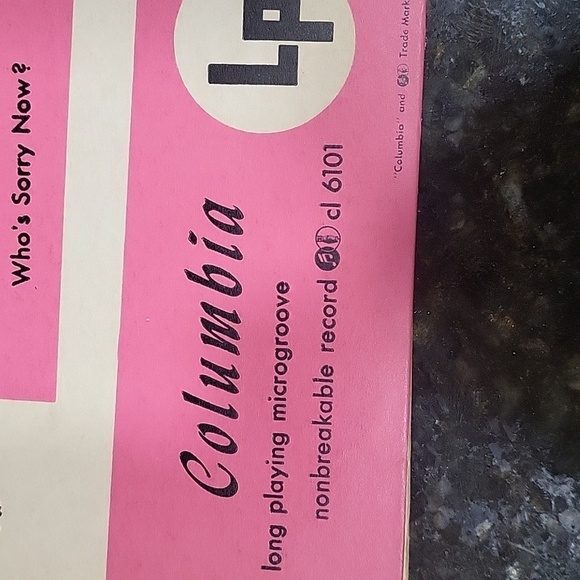 Who's Sorry Now?
Lp
Columbia
long playing microgroove
nonbreakable record cl 6101
"Columbia" and Trade Mark